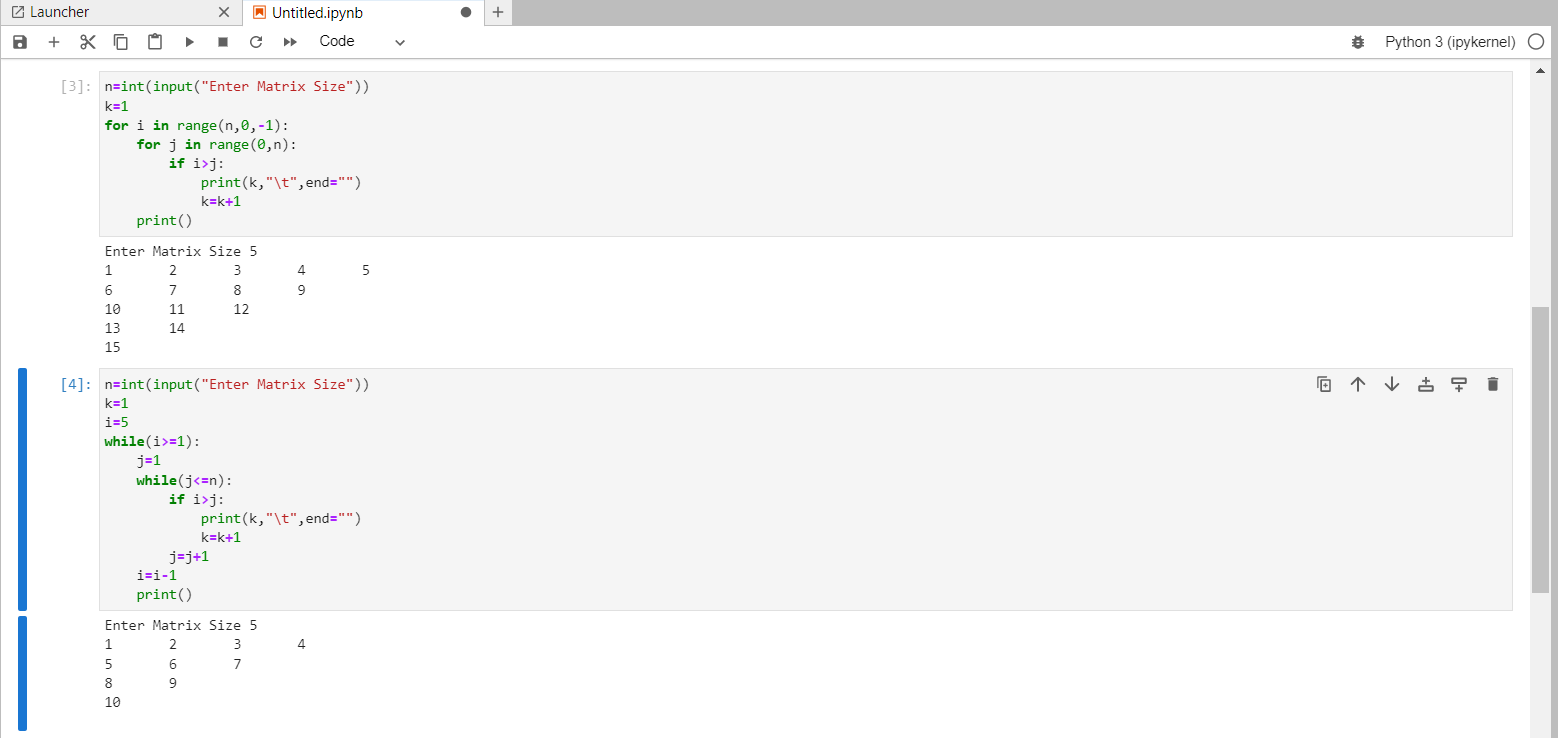 Launcher
Untitled.ipynb
Code
Python 3 (ipykernel)
[3]: n=int(input("Enter Matrix Size"))
k=1
for i in range(n,0,-1):
    for j in range(0,n):
        if i>j:
            print(k,"\t",end="")
            k=k+1
    print()
Enter Matrix Size 5
1 2 3 4 5
6 7 8 9
10 11 12
13 14
15
[4]: n=int(input("Enter Matrix Size"))
k=1
i=5
while(i>=1):
    j=1
    while(j<=n):
        if i>j:
            print(k,"\t",end="")
            k=k+1
        j=j+1
    i=i-1
    print()
Enter Matrix Size 5
1 2 3 4
5 6 7
8 9
10